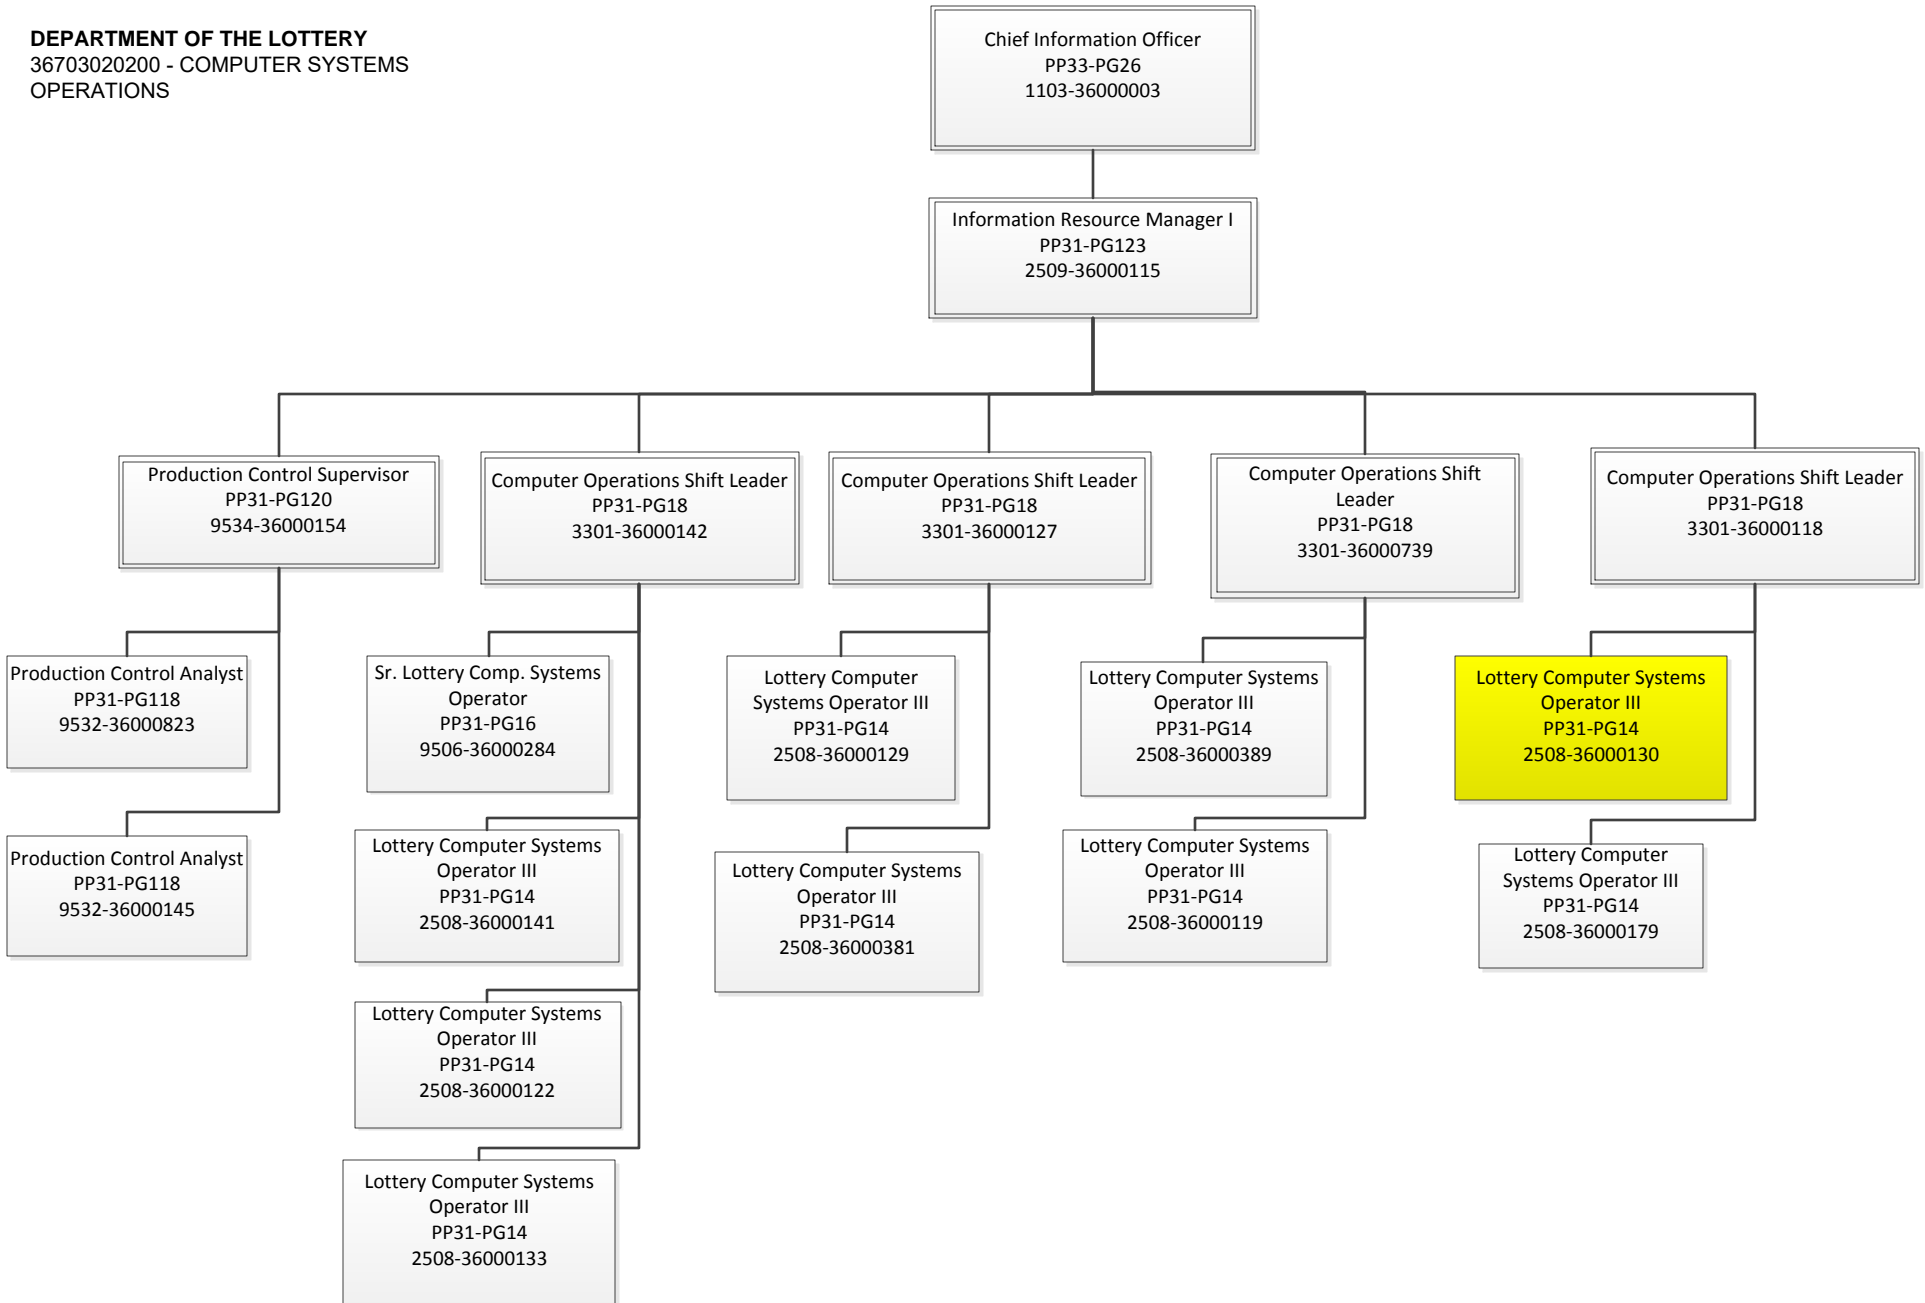 DEPARTMENT OF THE LOTTERY
36703020200 - COMPUTER SYSTEMS
OPERATIONS
Chief Information Officer
PP33-PG26
1103-36000003
Information Resource Manager I
PP31-PG123
2509-36000115
Production Control Supervisor
PP31-PG120
9534-36000154
Computer Operations Shift Leader
PP31-PG18
3301-36000142
Computer Operations Shift Leader
PP31-PG18
3301-36000127
Computer Operations Shift
Leader
PP31-PG18
3301-36000739
Computer Operations Shift Leader
PP31-PG18
3301-36000118
Production Control Analyst
PP31-PG118
9532-36000823
Sr. Lottery Comp. Systems
Operator
PP31-PG16
9506-36000284
Lottery Computer
Systems Operator III
PP31-PG14
2508-36000129
Lottery Computer Systems
Operator III
PP31-PG14
2508-36000389
Lottery Computer Systems
Operator III
PP31-PG14
2508-36000130
Production Control Analyst
PP31-PG118
9532-36000145
Lottery Computer Systems
Operator III
PP31-PG14
2508-36000141
Lottery Computer Systems
Operator III
PP31-PG14
2508-36000381
Lottery Computer Systems
Operator III
PP31-PG14
2508-36000119
Lottery Computer
Systems Operator III
PP31-PG14
2508-36000179
Lottery Computer Systems
Operator III
PP31-PG14
2508-36000122
Lottery Computer Systems
Operator III
PP31-PG14
2508-36000133